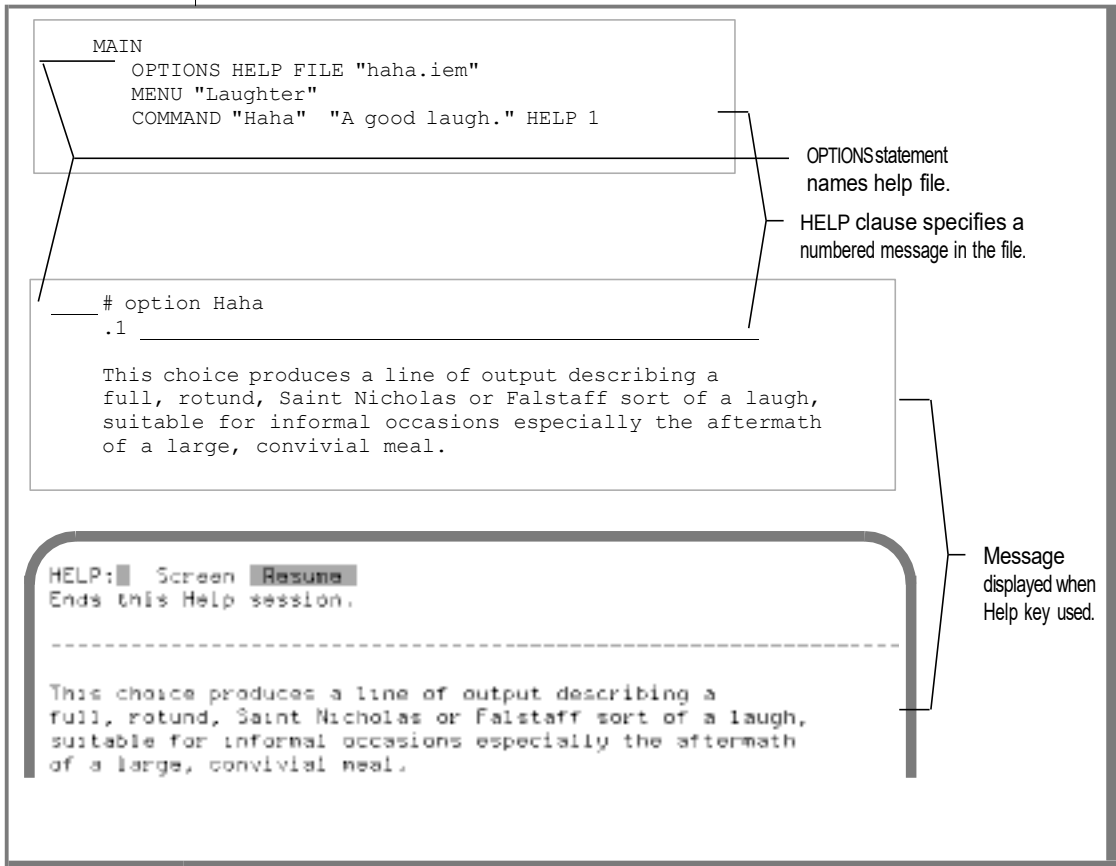 MAIN
OPTIONS HELP FILE "haha.iem"
MENU "Laughter"
COMMAND "Haha" "A good laugh." HELP 1
OPTIONS statement
names help file.
HELP clause specifies a
numbered message in the file.
# option Haha
.1
This choice produces a line of output describing a
full, rotund, Saint Nicholas or Falstaff sort of a laugh,
suitable for informal occasions especially the aftermath
of a large, convivial meal.
Message
displayed when
Help key used.
HELP: Screen Resume
Ends this Help session.
This choice produces a line of output describing a
full, rotund, Saint Nicholas or Falstaff sort of a laugh,
suitable for informal occasions especially the aftermath
of a large, convivial meal.